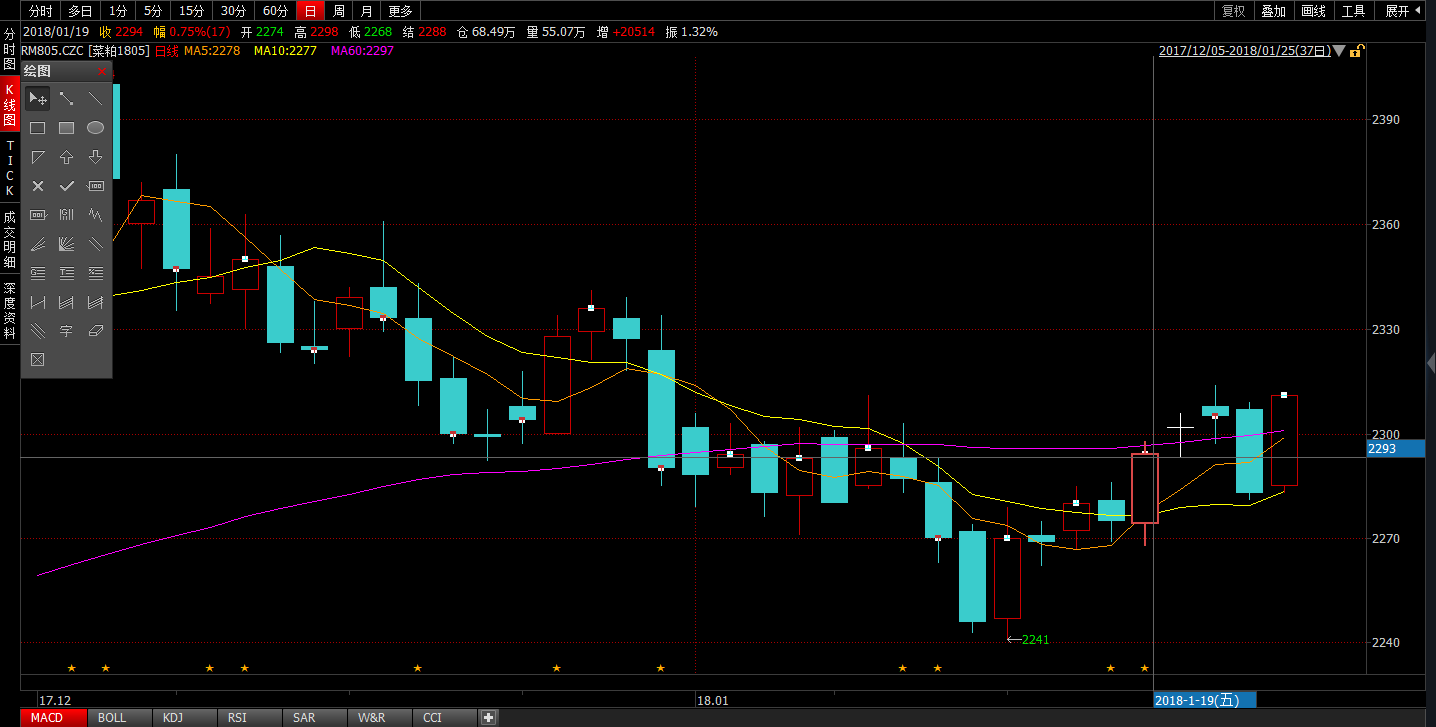 分时 多日 1分 5分 15分 30分 60分 日 周 月 更多 复权 叠加 画线 工具 展开
2018/01/19 收 2294 幅 0.75%(17) 开 2274 高 2298 低 2268 结 2288 仓 68.49万 量 55.07万 增 +20514 振 1.32%
RM805.CZC [菜粕1805] 日线 MA5:2278 MA10:2277 MA60:2297 2017/12/05-2018/01/25(37日)
分时图
K线图
TICK
成交明细
深度资料
绘图
字
2390
2360
2330
2300
2293
2270
2240
2241
17.12 18.01 2018-1-19(五)
MACD BOLL KDJ RSI SAR W&R CCI